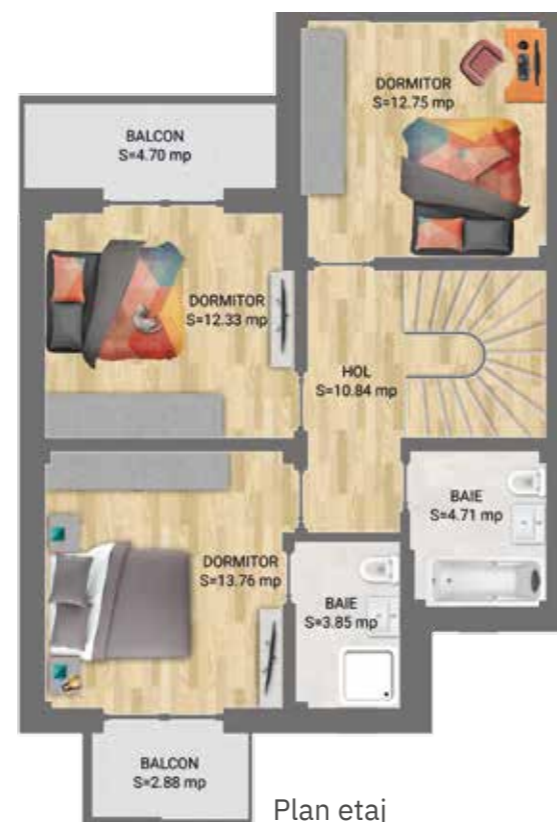 DORMITOR
S=12.75 mp
BALCON
S=4.70 mp
DORMITOR
S=12.33 mp
HOL
S=10.84 mp
BAIE
S=4.71 mp
DORMITOR
S=13.76 mp
BAIE
S=3.85 mp
BALCON
S=2.88 mp
Plan etaj